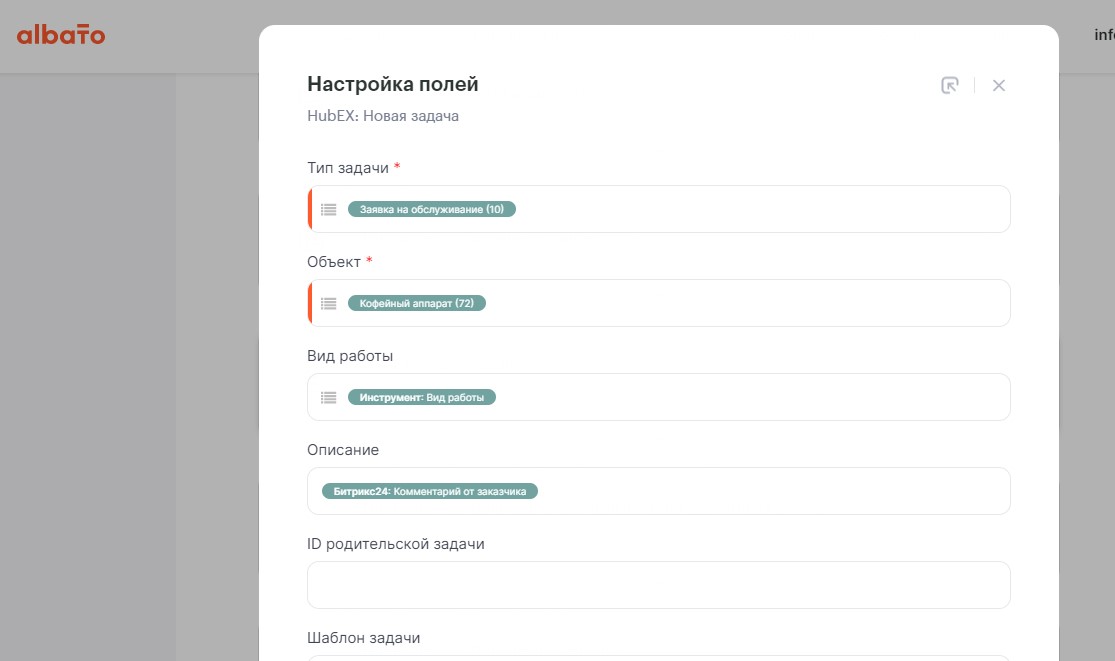 albato
Настройка полей
HubEX: Новая задача
Тип задачи *
Заявка на обслуживание (10)
Объект *
Кофейный аппарат (72)
Вид работы
Инструмент: Вид работы
Описание
Битрикс24: Комментарий от заказчика
ID родительской задачи
Шаблон задачи